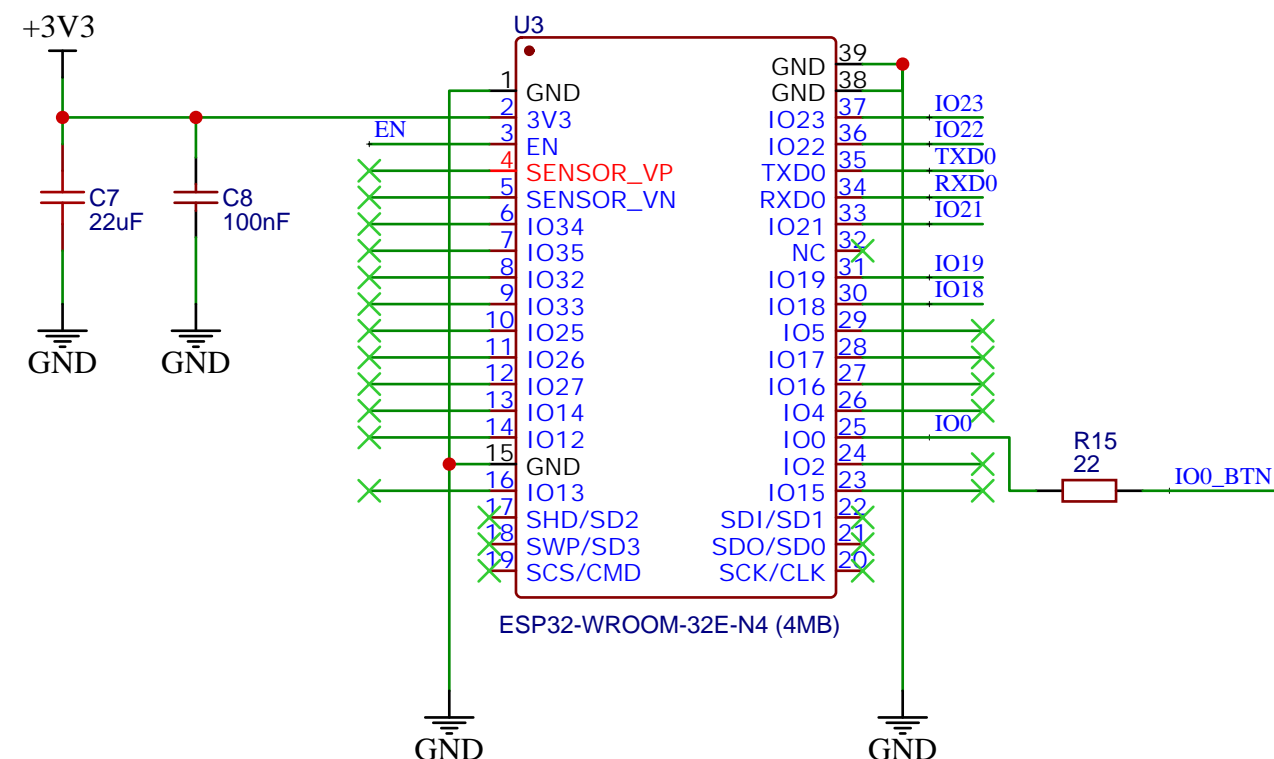 +3V3
C7
22uF
C8
100nF
GND
GND
EN
U3
1 GND
2 3V3
3 EN
4 SENSOR_VP
5 SENSOR_VN
6 IO34
7 IO35
8 IO32
9 IO33
10 IO25
11 IO26
12 IO27
13 IO14
14 IO12
15 GND
16 IO13
17 SHD/SD2
18 SWP/SD3
19 SCS/CMD
GND 39
GND 38
IO23 37 IO23
IO22 36 IO22
TXD0 35 TXD0
RXD0 34 RXD0
IO21 33 IO21
NC 32
IO19 31 IO19
IO18 30 IO18
IO5 29
IO17 28
IO16 27
IO4 26
IO0 25 IO0
IO2 24
IO15 23
SDI/SD1 22
SDO/SD0 21
SCK/CLK 20
R15
22
IO0_BTN
ESP32-WROOM-32E-N4 (4MB)
GND
GND